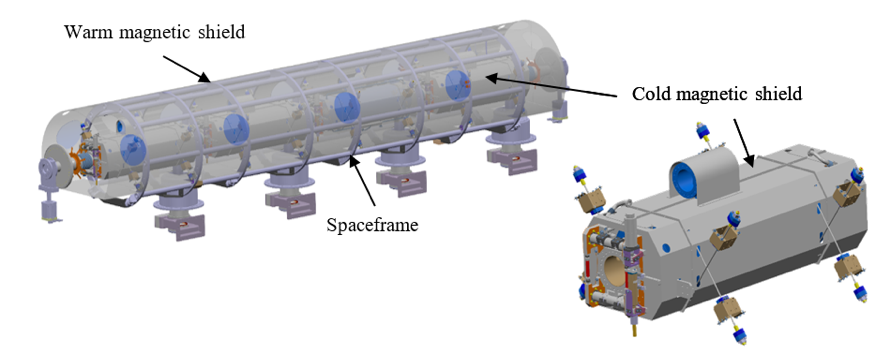 Warm magnetic shield
Cold magnetic shield
Spaceframe